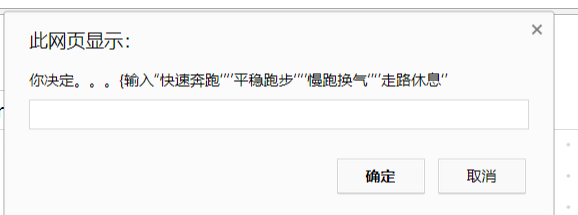 此网页显示：
你决定。。。{输入“快速奔跑”“平稳跑步”“慢跑换气”“走路休息”
确定
取消